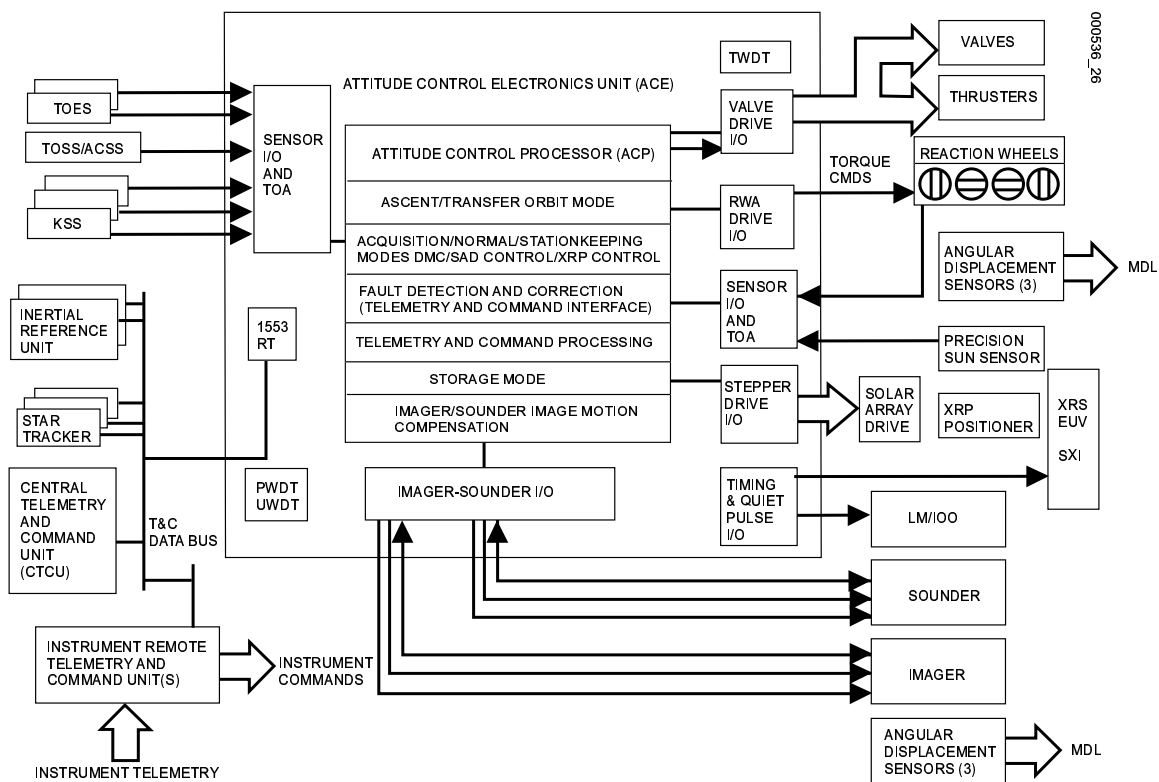 000536_26
ATTITUDE CONTROL ELECTRONICS UNIT (ACE)
TOES
TOSS/ACSS
KSS
SENSOR
I/O
AND
TOA
ATTITUDE CONTROL PROCESSOR (ACP)
ASCENT/TRANSFER ORBIT MODE
ACQUISITION/NORMAL/STATIONKEEPING
MODES DMC/SAD CONTROL/XRP CONTROL
FAULT DETECTION AND CORRECTION
(TELEMETRY AND COMMAND INTERFACE)
TELEMETRY AND COMMAND PROCESSING
STORAGE MODE
IMAGER/SOUNDER IMAGE MOTION
COMPENSATION
IMAGER-SOUNDER I/O
TWDT
VALVE
DRIVE
I/O
RWA
DRIVE
I/O
SENSOR
I/O
AND
TOA
STEPPER
DRIVE
I/O
TIMING
& QUIET
PULSE
I/O
VALVES
THRUSTERS
TORQUE
CMDS
REACTION WHEELS
ANGULAR
DISPLACEMENT
SENSORS (3)
MDL
PRECISION
SUN SENSOR
SOLAR
ARRAY
DRIVE
XRP
POSITIONER
XRS
EUV
SXI
LM/IOO
SOUNDER
IMAGER
ANGULAR
DISPLACEMENT
SENSORS (3)
MDL
INERTIAL
REFERENCE
UNIT
1553
RT
STAR
TRACKER
PWDT
UWDT
CENTRAL
TELEMETRY
AND
COMMAND
UNIT
(CTCU)
T&C
DATA BUS
INSTRUMENT REMOTE
TELEMETRY AND
COMMAND UNIT(S)
INSTRUMENT
COMMANDS
INSTRUMENT TELEMETRY